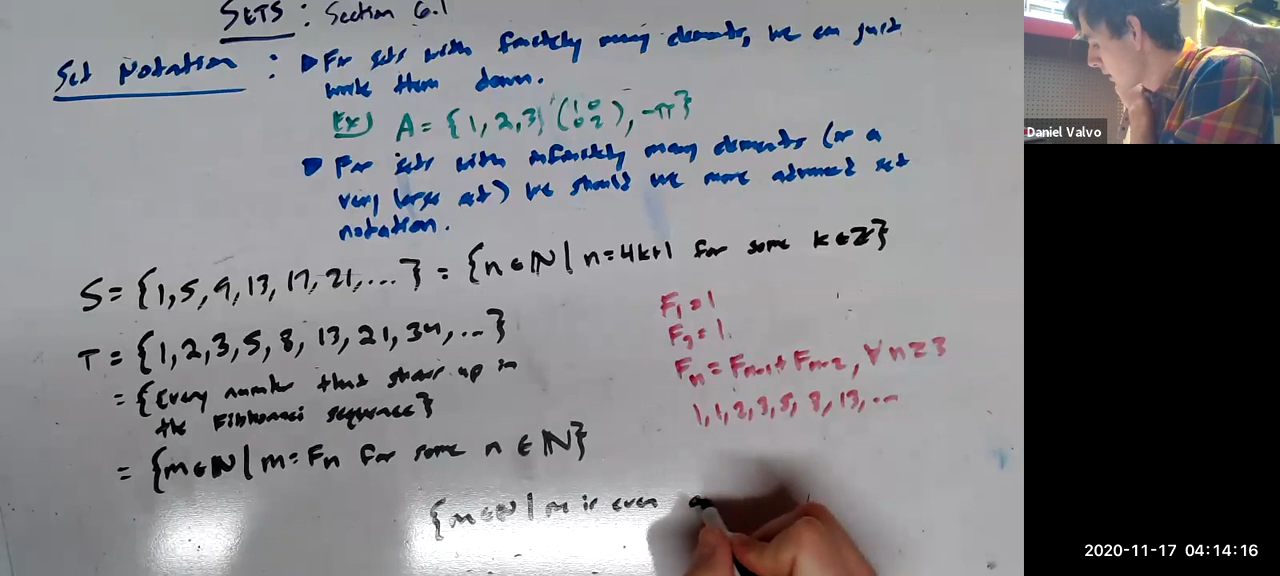 SETS : Section 6.1
Set Notation : ▷ For sets with finitely many elements, we can just
write them down.
Ex) A = {1, 2, 3, (1 0 0 2), -π}
▷ For sets with infinitely many elements (or a
very large set) we should use more advanced set
notation.
S = {1, 5, 9, 13, 17, 21, ...} = {n ∈ ℕ | n = 4k+1 for some k ∈ ℤ}
T = {1, 2, 3, 5, 8, 13, 21, 34, ...}
= {Every number that shows up in
the Fibbonaci sequence}
= {m ∈ ℕ | m = Fn for some n ∈ ℕ}
F1 = 1
F2 = 1
Fn = Fn-1 + Fn-2, ∀ n ≥ 3
1, 1, 2, 3, 5, 8, 13, ...
{m ∈ ℕ | m is even
Daniel Valvo
2020-11-17 04:14:16